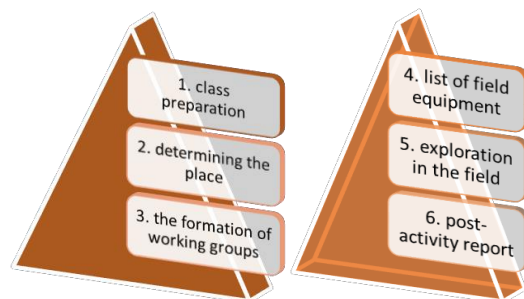 1. class
preparation
2. determining the
place
3. the formation of
working groups
4. list of field
equipment
5. exploration
in the field
6. post-
activity report